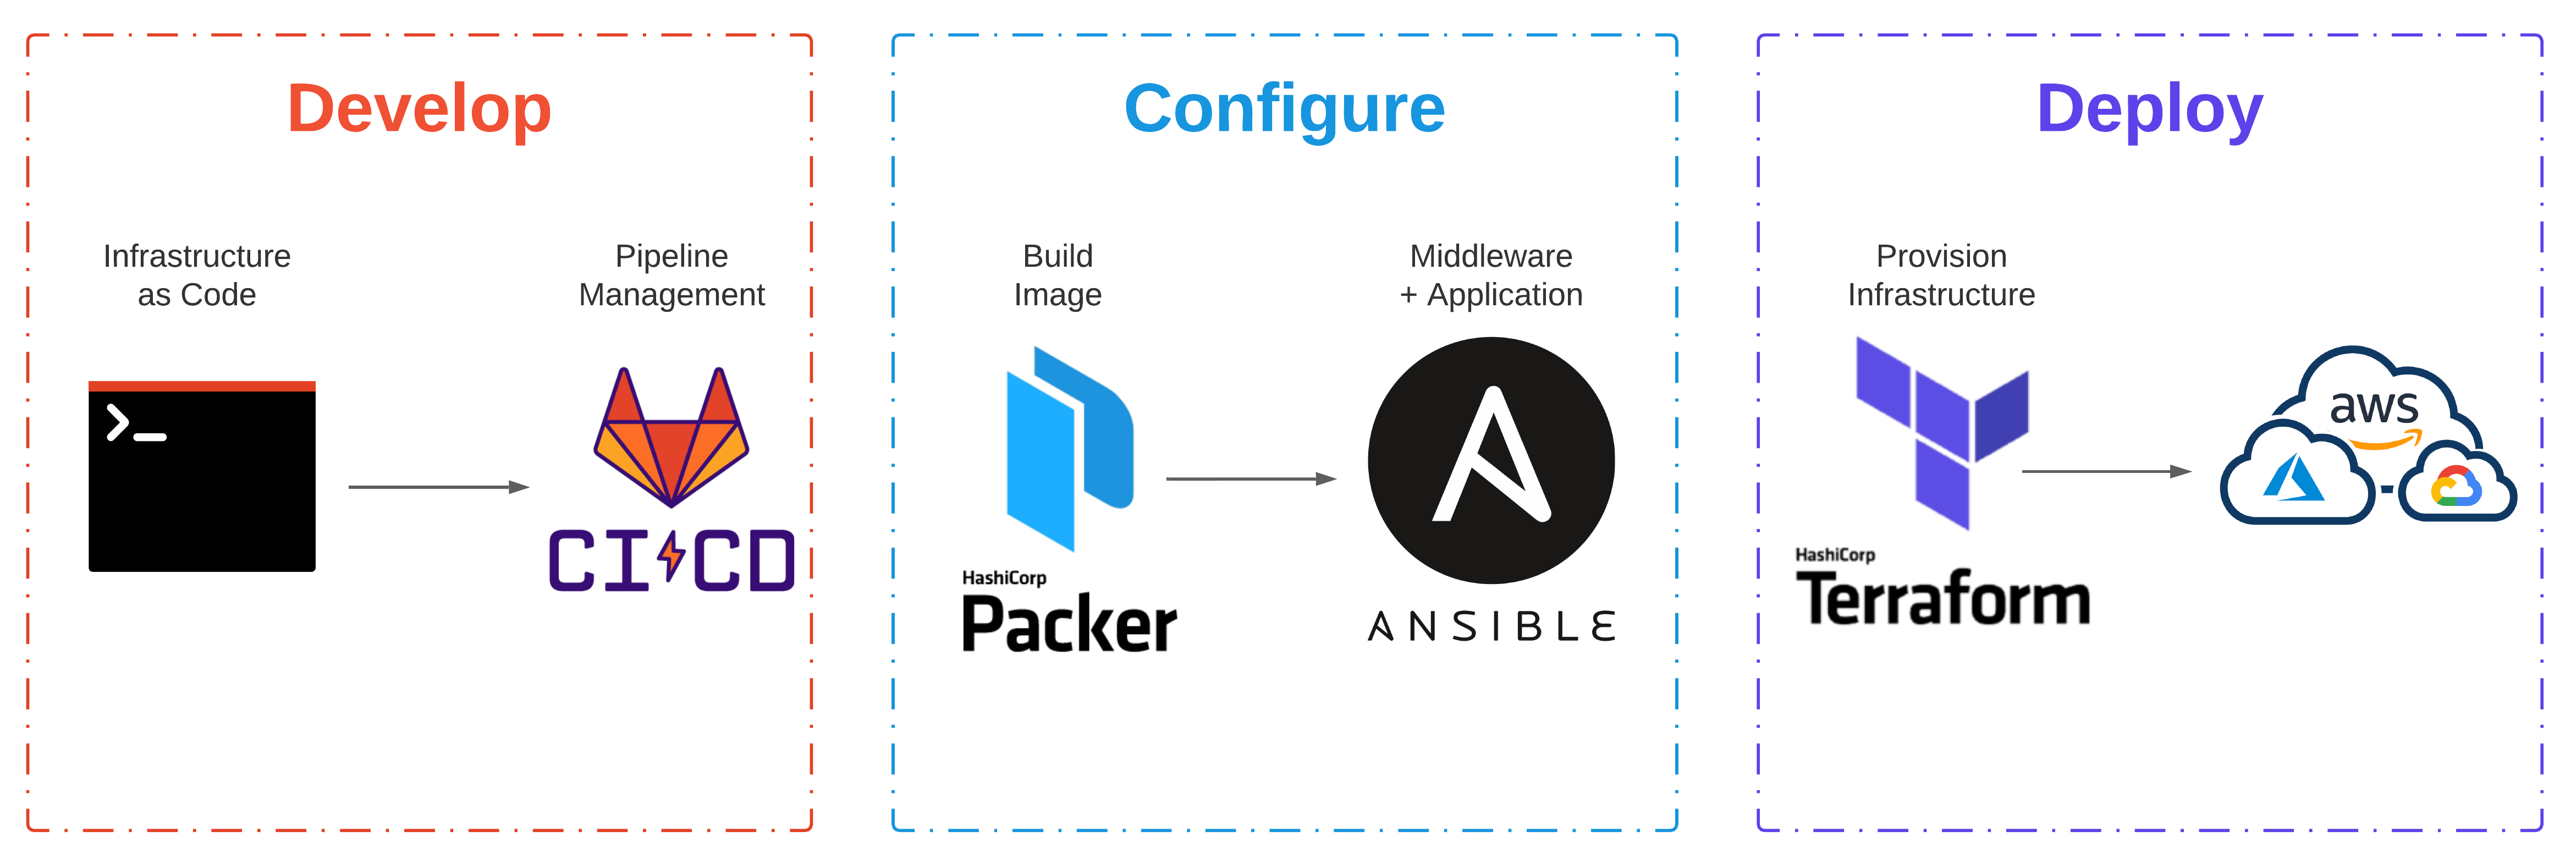 Develop
Infrastructure
as Code
>_
Pipeline
Management
CI CD
Configure
Build
Image
HashiCorp
Packer
Middleware
+ Application
ANSIBLE
Deploy
Provision
Infrastructure
HashiCorp
Terraform
aws